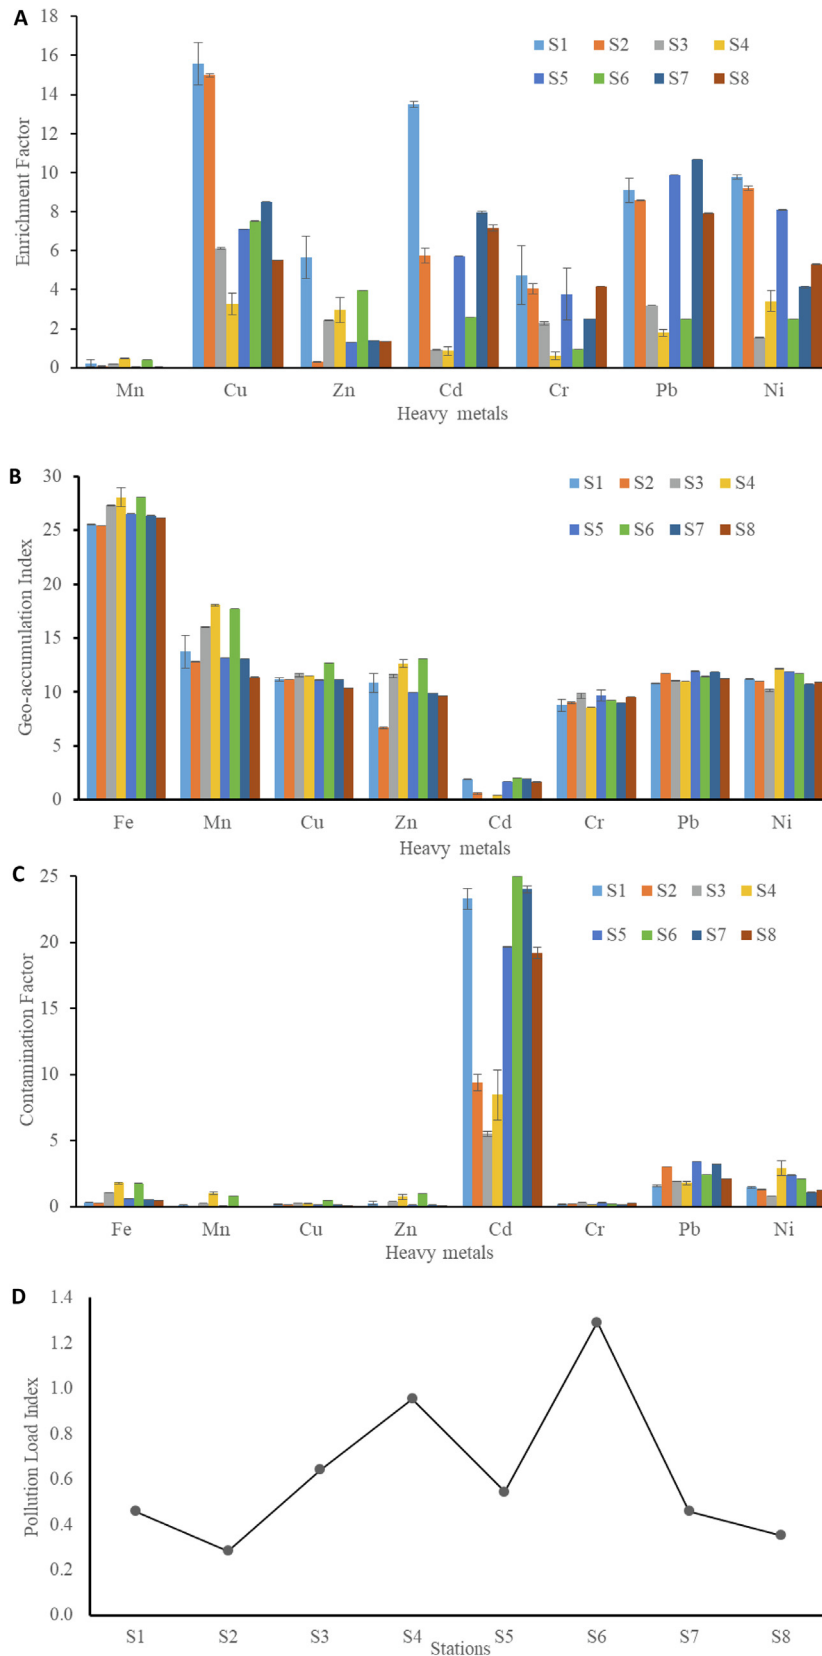 A
Enrichment Factor
18
16
14
12
10
8
6
4
2
0
S1 S2 S3 S4
S5 S6 S7 S8
Mn Cu Zn Cd Cr Pb Ni
Heavy metals
B
Geo-accumulation Index
30
25
20
15
10
5
0
S1 S2 S3 S4
S5 S6 S7 S8
Fe Mn Cu Zn Cd Cr Pb Ni
Heavy metals
C
Contamination Factor
25
20
15
10
5
0
S1 S2 S3 S4
S5 S6 S7 S8
Fe Mn Cu Zn Cd Cr Pb Ni
Heavy metals
D
Pollution Load Index
1.4
1.2
1.0
0.8
0.6
0.4
0.2
0.0
S1 S2 S3 S4 S5 S6 S7 S8
Stations